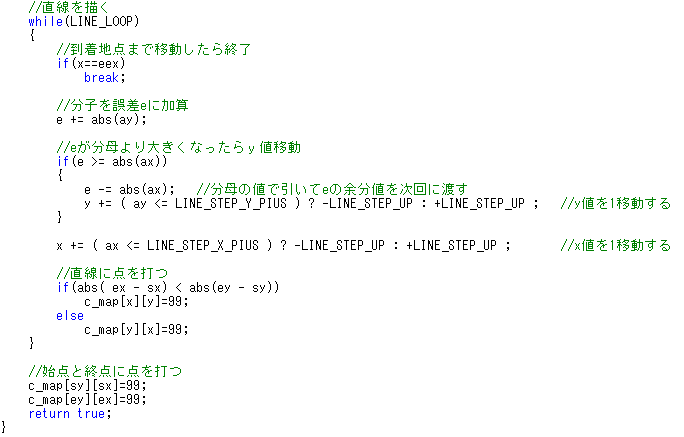 //直線を描く
while(LINE_LOOP)
{
//到着地点まで移動したら終了
if(x==eex)
break;
//分子を誤差eに加算
e += abs(ay);
//eが分母より大きくなったらｙ値移動
if(e >= abs(ax))
{
e -= abs(ax);   //分母の値で引いてeの余分値を次回に渡す
y += ( ay <= LINE_STEP_Y_PIUS ) ? -LINE_STEP_UP : +LINE_STEP_UP ;   //y値を1移動する
}
x += ( ax <= LINE_STEP_X_PIUS ) ? -LINE_STEP_UP : +LINE_STEP_UP ;       //x値を1移動する
//直線に点を打つ
if(abs( ex - sx) < abs(ey - sy))
c_map[x][y]=99;
else
c_map[y][x]=99;
}
//始点と終点に点を打つ
c_map[sy][sx]=99;
c_map[ey][ex]=99;
return true;
}